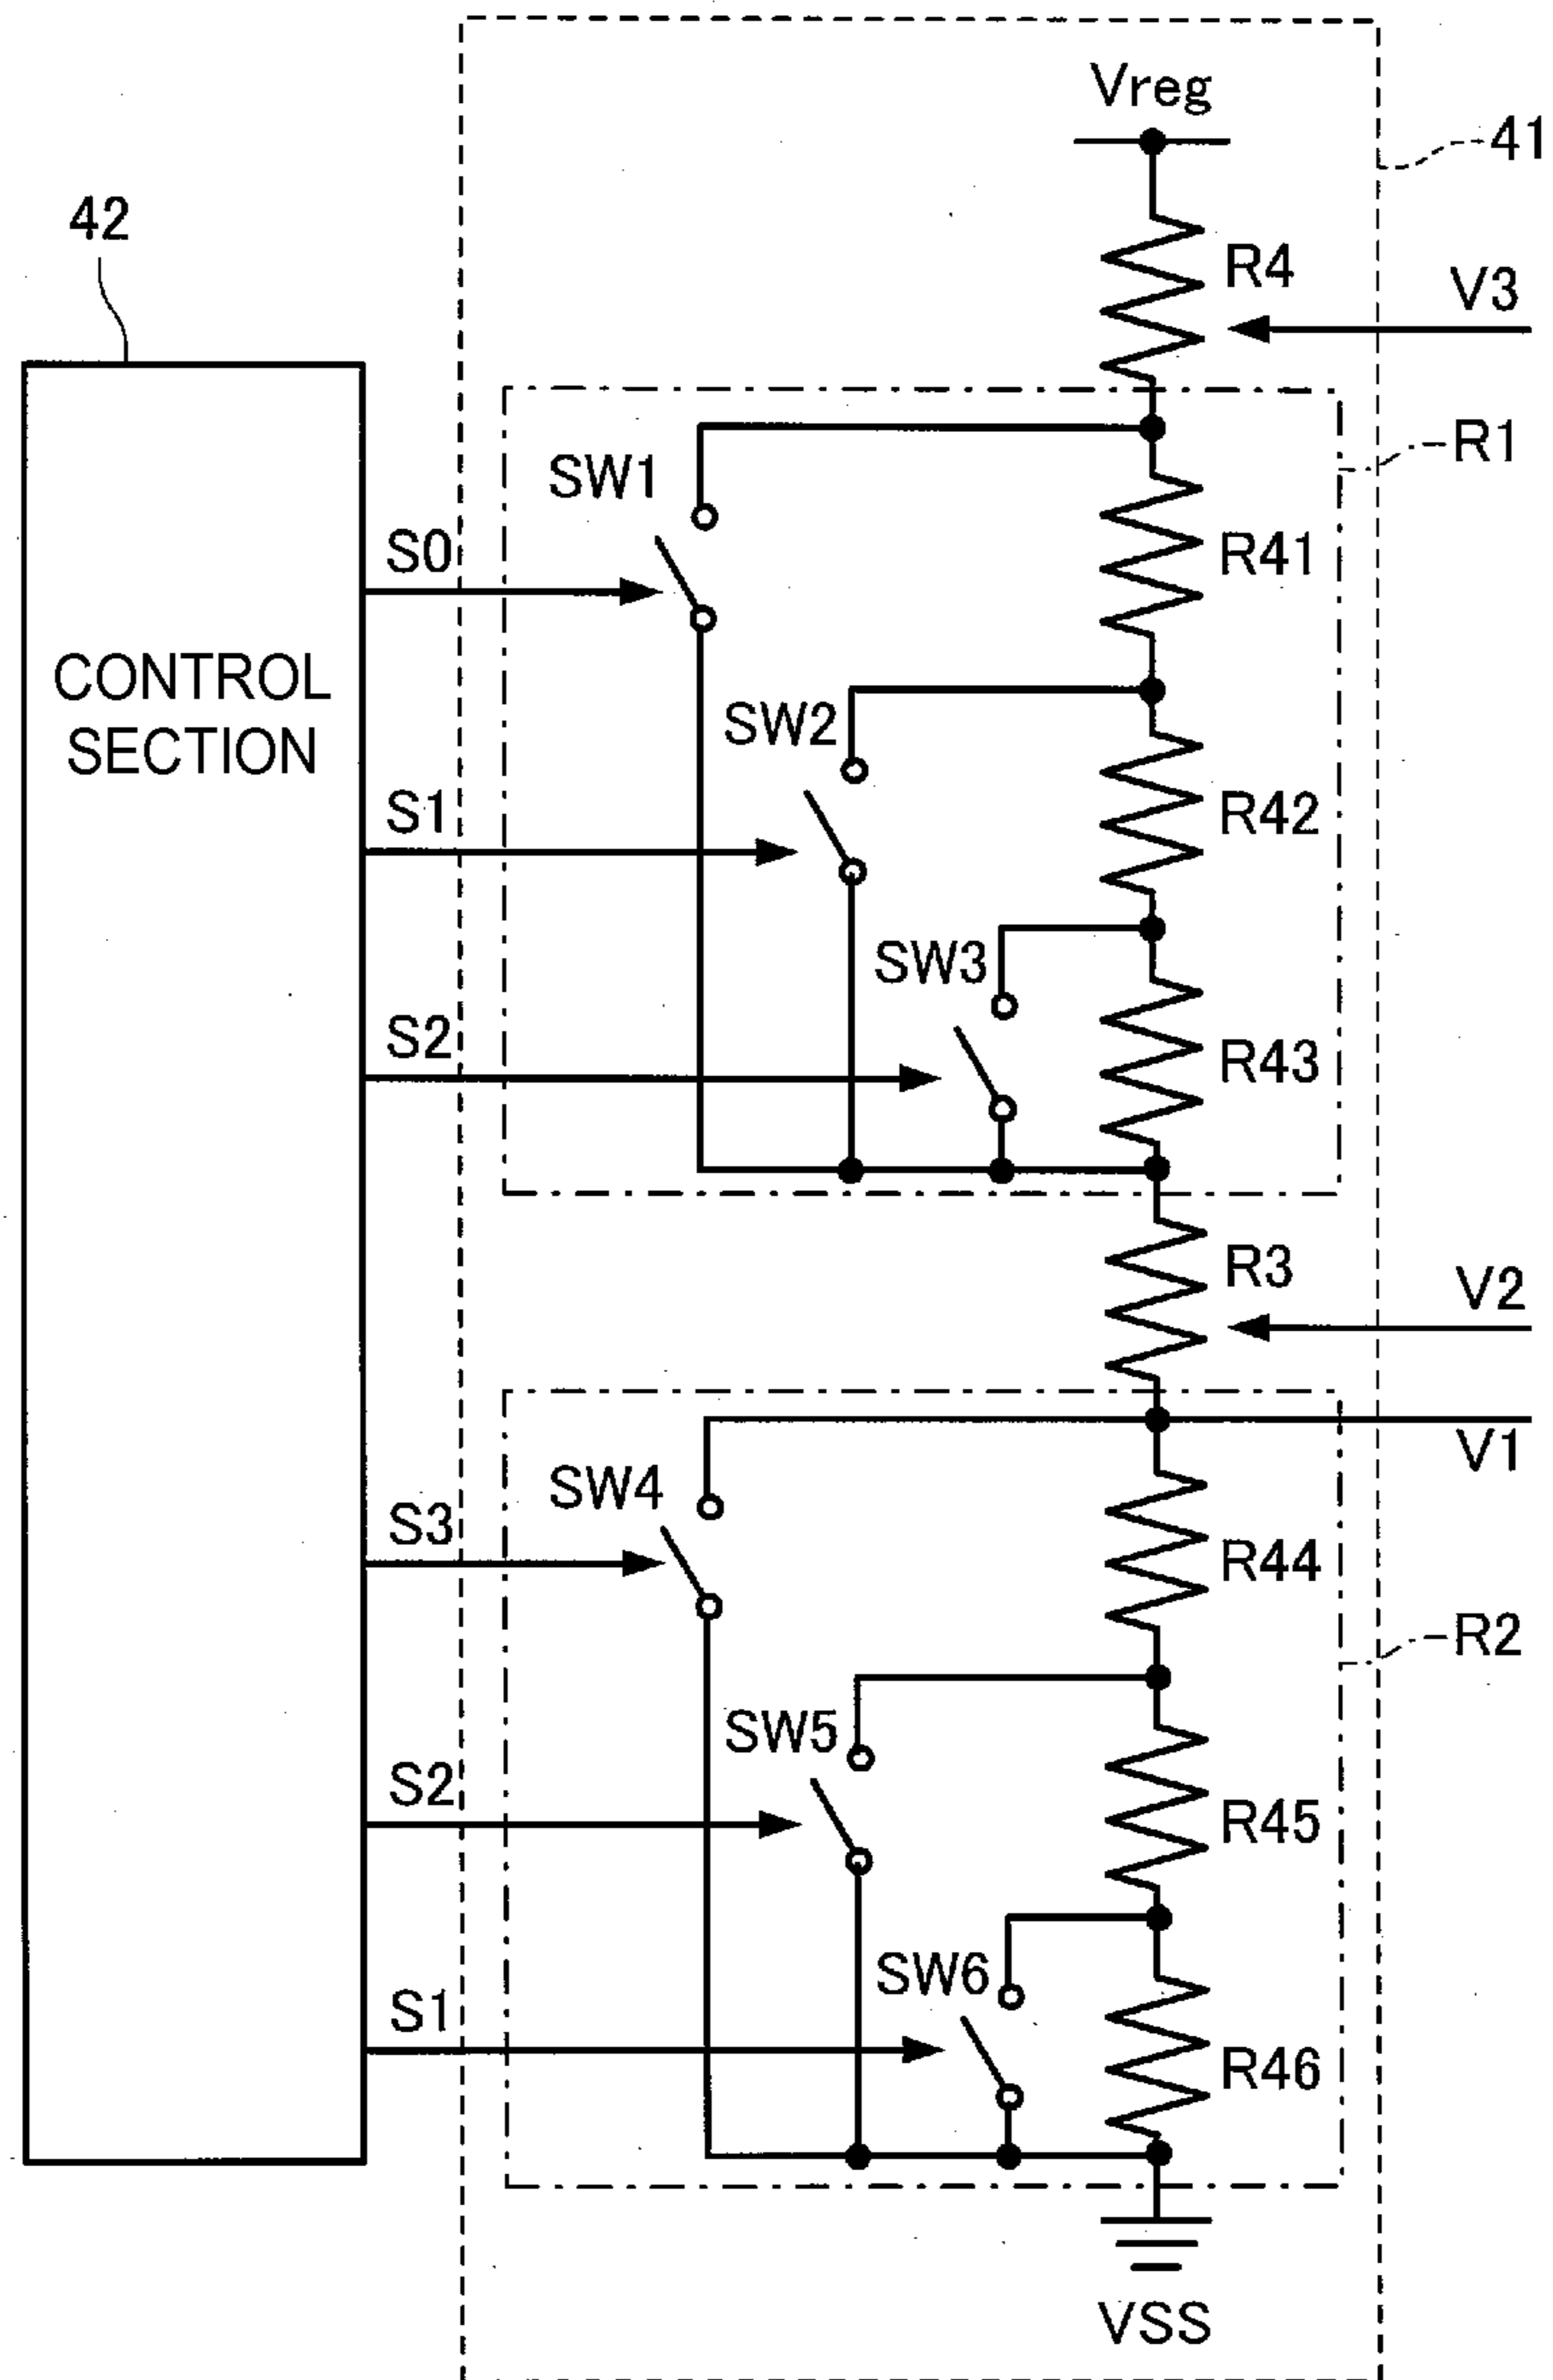 Vreg
41
42
R4
V3
R1
SW1
S0
R41
CONTROL
SECTION
SW2
S1
R42
SW3
S2
R43
R3
V2
V1
SW4
S3
R44
R2
SW5
S2
R45
SW6
S1
R46
VSS